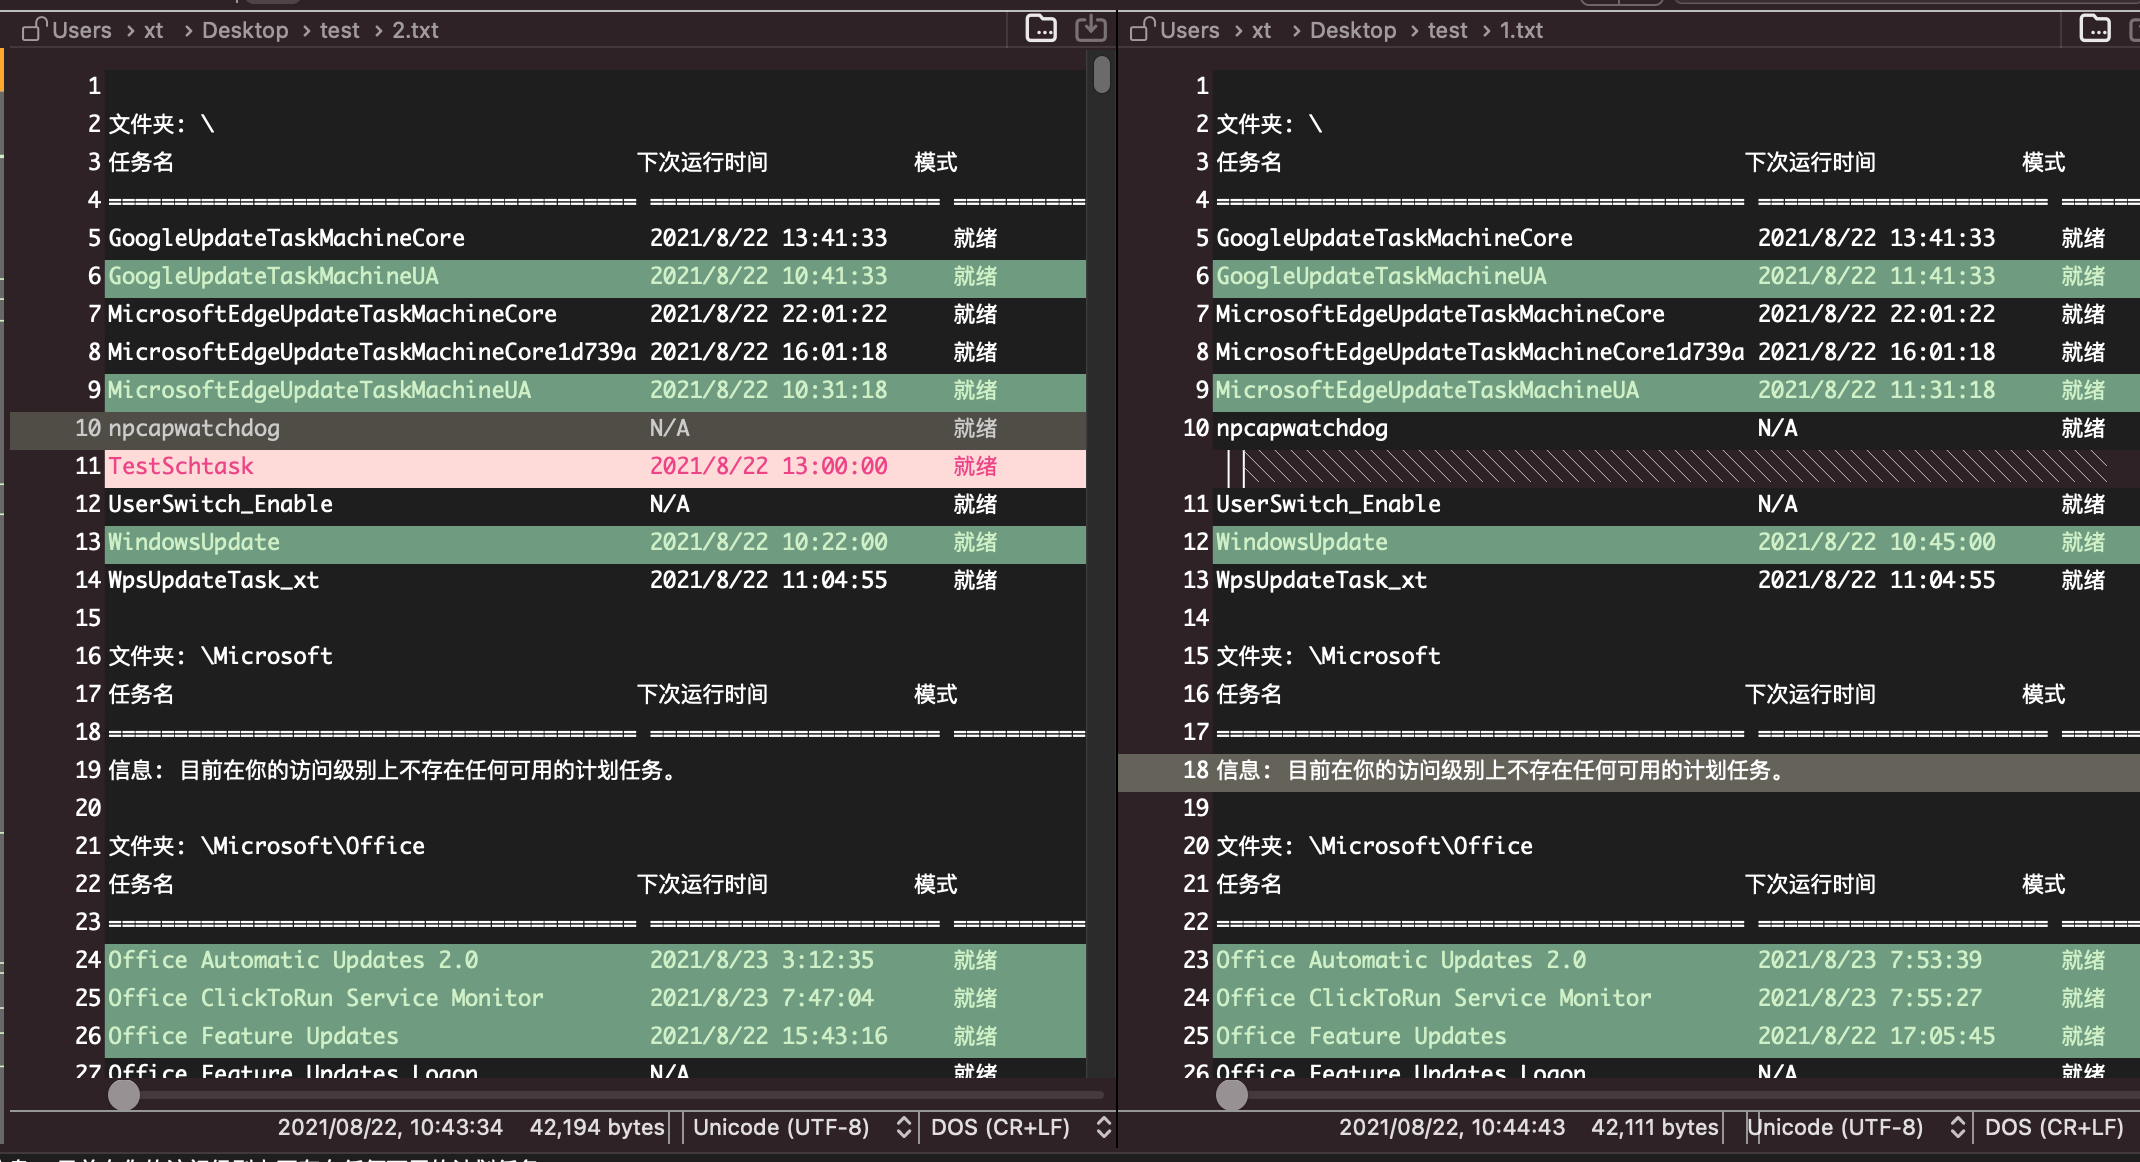 Users › xt › Desktop › test › 2.txt
1
2 文件夹: \
3 任务名 下次运行时间 模式
4 ======================================== ====================== ==========
5 GoogleUpdateTaskMachineCore 2021/8/22 13:41:33 就绪
6 GoogleUpdateTaskMachineUA 2021/8/22 10:41:33 就绪
7 MicrosoftEdgeUpdateTaskMachineCore 2021/8/22 22:01:22 就绪
8 MicrosoftEdgeUpdateTaskMachineCore1d739a 2021/8/22 16:01:18 就绪
9 MicrosoftEdgeUpdateTaskMachineUA 2021/8/22 10:31:18 就绪
10 npcapwatchdog N/A 就绪
11 TestSchtask 2021/8/22 13:00:00 就绪
12 UserSwitch_Enable N/A 就绪
13 WindowsUpdate 2021/8/22 10:22:00 就绪
14 WpsUpdateTask_xt 2021/8/22 11:04:55 就绪
15
16 文件夹: \Microsoft
17 任务名 下次运行时间 模式
18 ======================================== ====================== ==========
19 信息: 目前在你的访问级别上不存在任何可用的计划任务。
20
21 文件夹: \Microsoft\Office
22 任务名 下次运行时间 模式
23 ======================================== ====================== ==========
24 Office Automatic Updates 2.0 2021/8/23 3:12:35 就绪
25 Office ClickToRun Service Monitor 2021/8/23 7:47:04 就绪
26 Office Feature Updates 2021/8/22 15:43:16 就绪
27 Office Feature Updates Logon N/A 就绪
2021/08/22, 10:43:34 42,194 bytes Unicode (UTF-8) DOS (CR+LF)
Users › xt › Desktop › test › 1.txt
1
2 文件夹: \
3 任务名 下次运行时间 模式
4 ======================================== ====================== ======
5 GoogleUpdateTaskMachineCore 2021/8/22 13:41:33 就绪
6 GoogleUpdateTaskMachineUA 2021/8/22 11:41:33 就绪
7 MicrosoftEdgeUpdateTaskMachineCore 2021/8/22 22:01:22 就绪
8 MicrosoftEdgeUpdateTaskMachineCore1d739a 2021/8/22 16:01:18 就绪
9 MicrosoftEdgeUpdateTaskMachineUA 2021/8/22 11:31:18 就绪
10 npcapwatchdog N/A 就绪
11 UserSwitch_Enable N/A 就绪
12 WindowsUpdate 2021/8/22 10:45:00 就绪
13 WpsUpdateTask_xt 2021/8/22 11:04:55 就绪
14
15 文件夹: \Microsoft
16 任务名 下次运行时间 模式
17 ======================================== ====================== ======
18 信息: 目前在你的访问级别上不存在任何可用的计划任务。
19
20 文件夹: \Microsoft\Office
21 任务名 下次运行时间 模式
22 ======================================== ====================== ======
23 Office Automatic Updates 2.0 2021/8/23 7:53:39 就绪
24 Office ClickToRun Service Monitor 2021/8/23 7:55:27 就绪
25 Office Feature Updates 2021/8/22 17:05:45 就绪
26 Office Feature Updates Logon N/A 就绪
2021/08/22, 10:44:43 42,111 bytes Unicode (UTF-8) DOS (CR+LF)